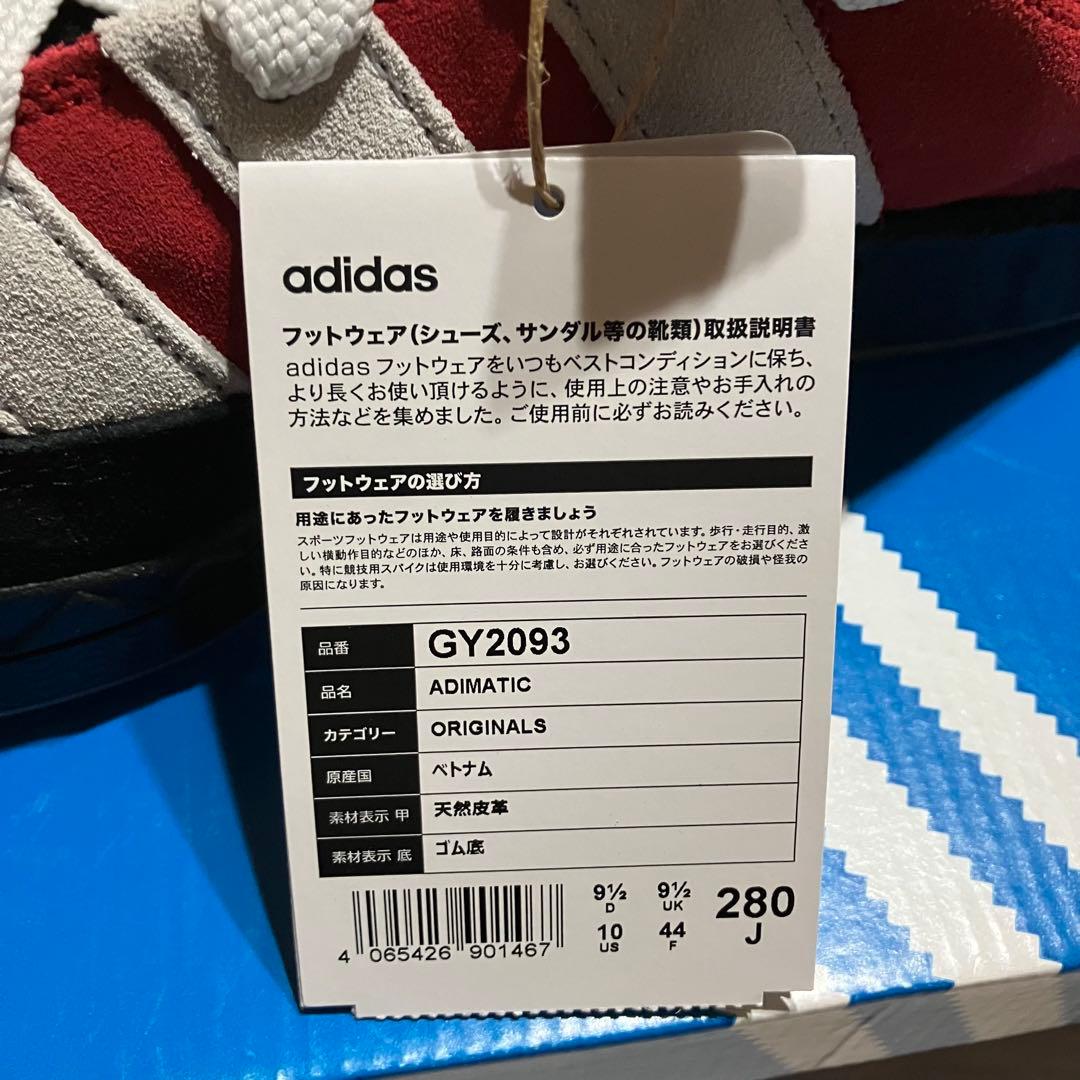 adidas
フットウェア(シューズ、サンダル等の靴類)取扱説明書
adidas フットウェアをいつもベストコンディションに保ち、
より長くお使い頂けるように、使用上の注意やお手入れの
方法などを集めました。ご使用前に必ずお読みください。
フットウェアの選び方
用途にあったフットウェアを履きましょう
スポーツフットウェアは用途や使用目的によって設計がそれぞれされています。歩行・走行目的、激
しい横動作目的などのほか、床、路面の条件も含め、必ず用途に合ったフットウェアをお選びくださ
い。特に競技用スパイクは使用環境を十分に考慮し、お選びください。フットウェアの破損や怪我の
原因になります。
品番 GY2093
品名 ADIMATIC
カテゴリー ORIGINALS
原産国 ベトナム
素材表示 甲 天然皮革
素材表示 底 ゴム底
9½ 9½ 280
D UK J
10 44
US F
4 065426 901467